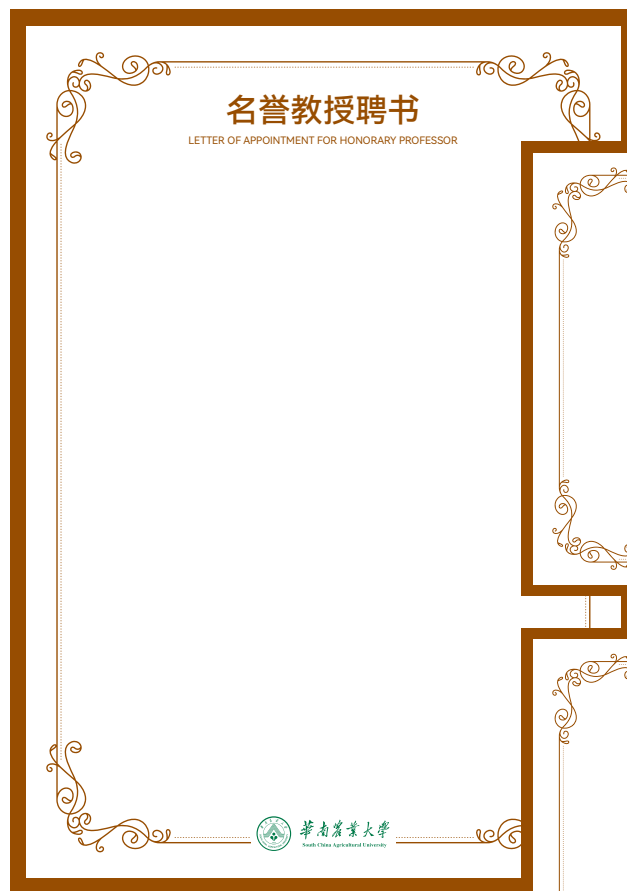 名誉教授聘书
LETTER OF APPOINTMENT FOR HONORARY PROFESSOR
華南農業大學
South China Agricultural University